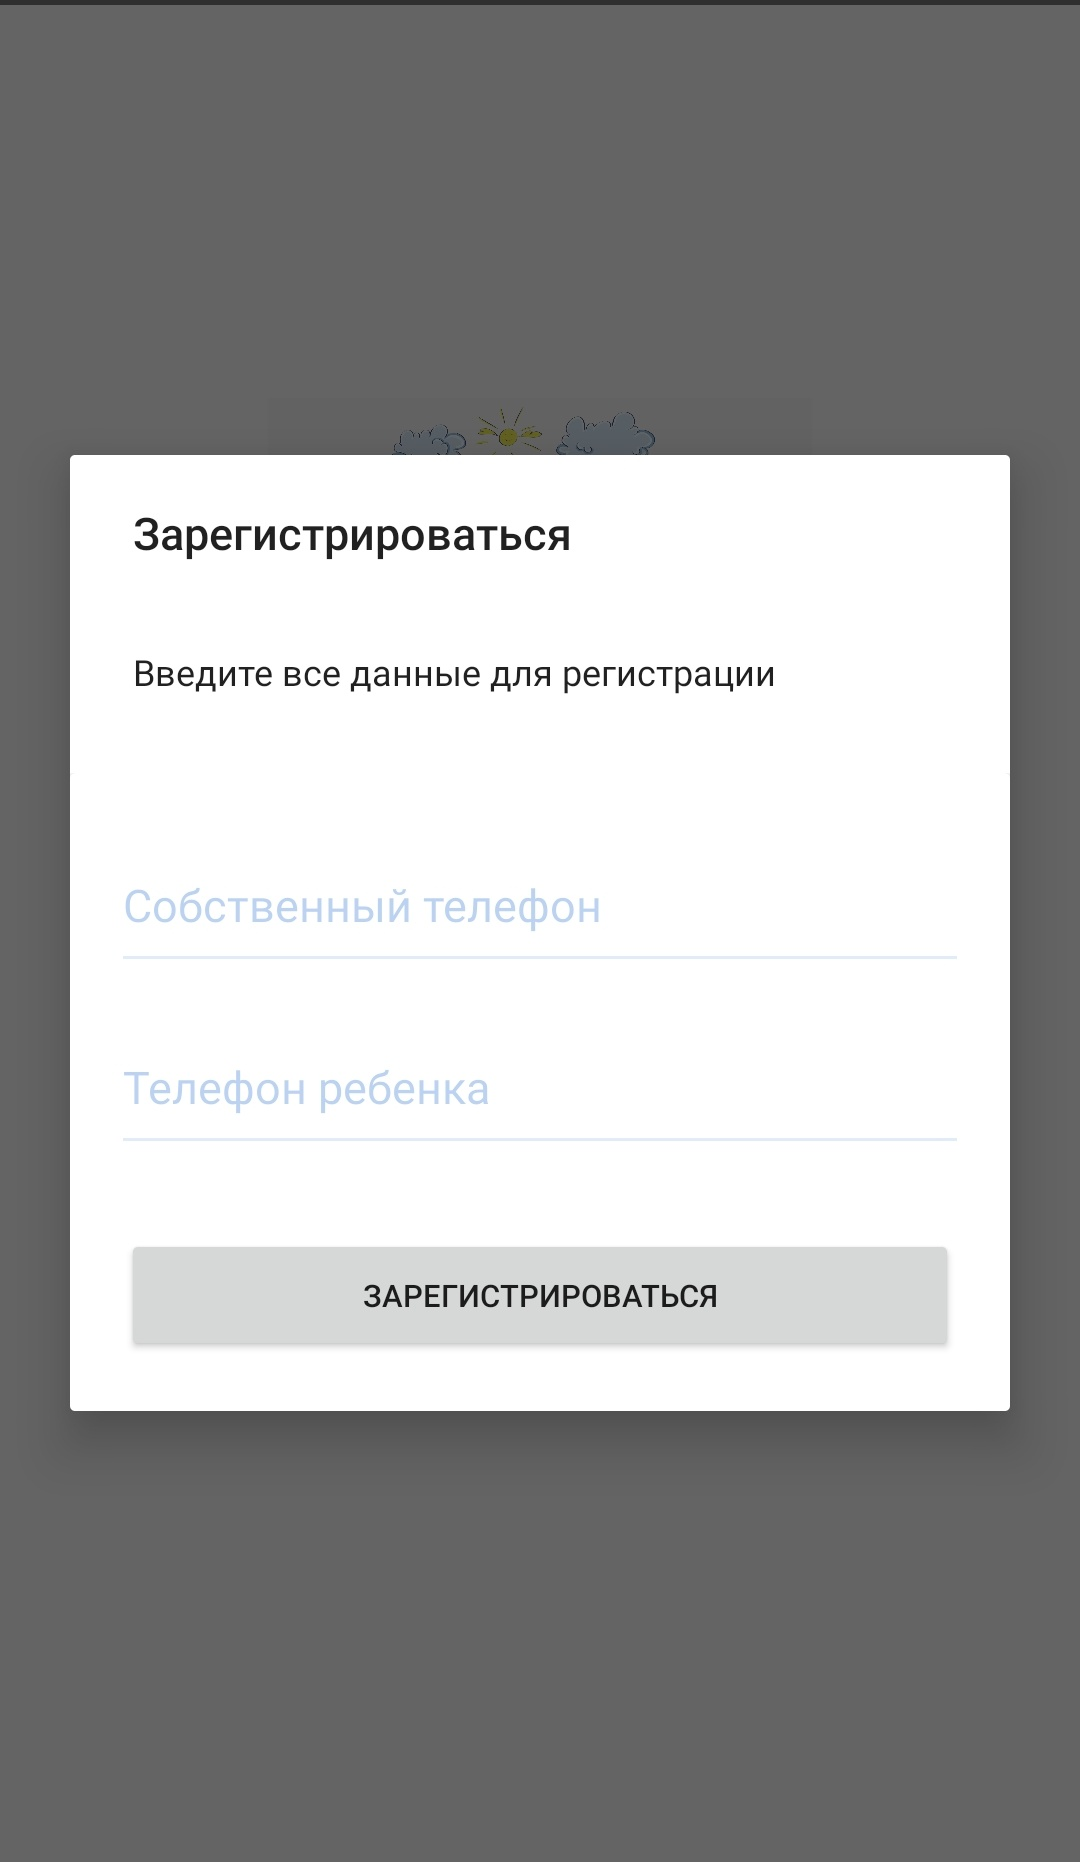 Зарегистрироваться
Введите все данные для регистрации
Собственный телефон
Телефон ребенка
ЗАРЕГИСТРИРОВАТЬСЯ